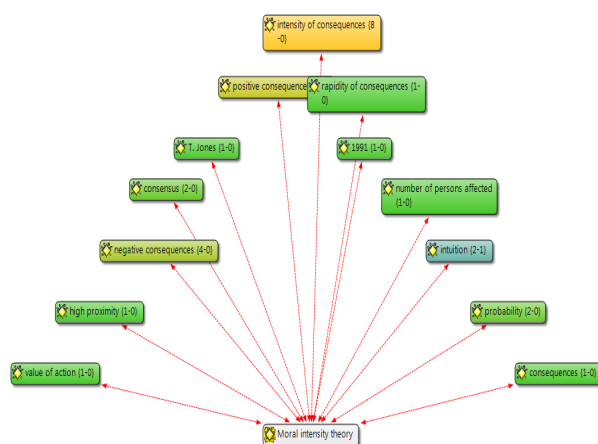 intensity of consequences {8
-0}
positive consequence
rapidity of consequences {1-
0}
T. Jones {1-0}
1991 {1-0}
consensus {2-0}
number of persons affected
{1-0}
negative consequences {4-0}
intuition {2-1}
high proximity {1-0}
probability {2-0}
value of action {1-0}
consequences {1-0}
Moral intensity theory